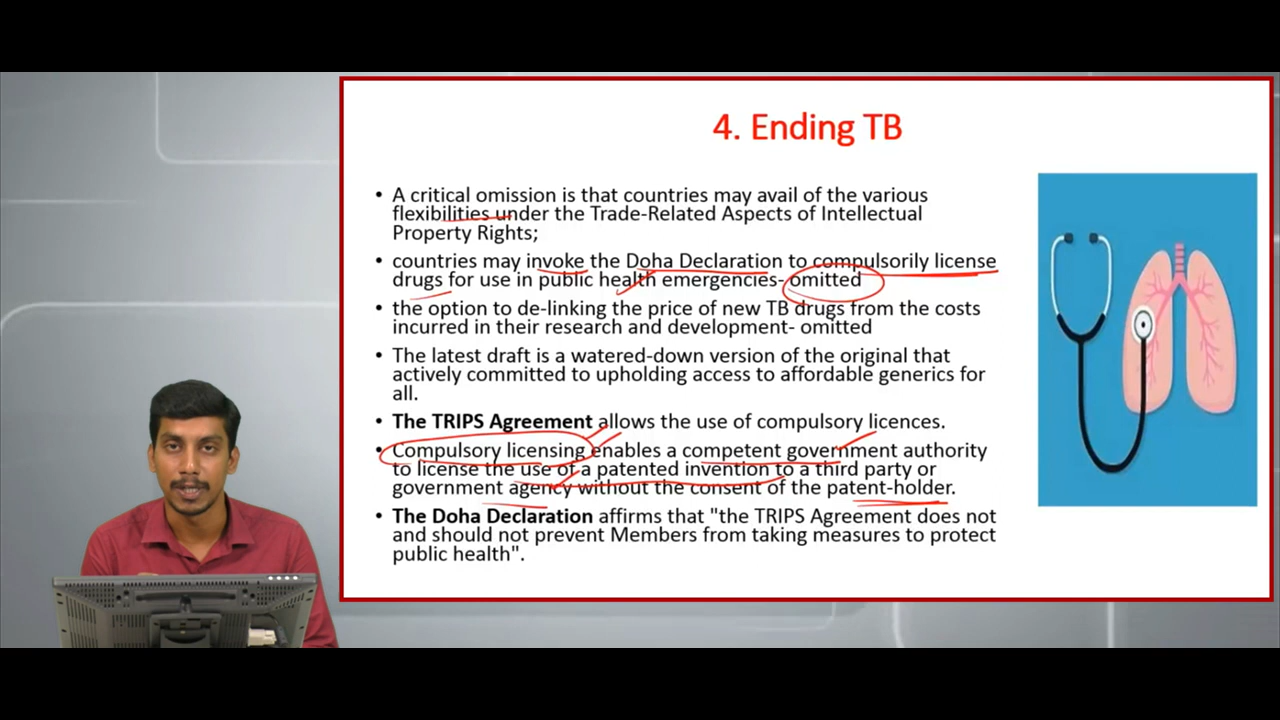 4. Ending TB
• A critical omission is that countries may avail of the various
flexibilities under the Trade-Related Aspects of Intellectual
Property Rights;
• countries may invoke the Doha Declaration to compulsorily license
drugs for use in public health emergencies- omitted
• the option to de-linking the price of new TB drugs from the costs
incurred in their research and development- omitted
• The latest draft is a watered-down version of the original that
actively committed to upholding access to affordable generics for
all.
• The TRIPS Agreement allows the use of compulsory licences.
• Compulsory licensing enables a competent government authority
to license the use of a patented invention to a third party or
government agency without the consent of the patent-holder.
• The Doha Declaration affirms that "the TRIPS Agreement does not
and should not prevent Members from taking measures to protect
public health".